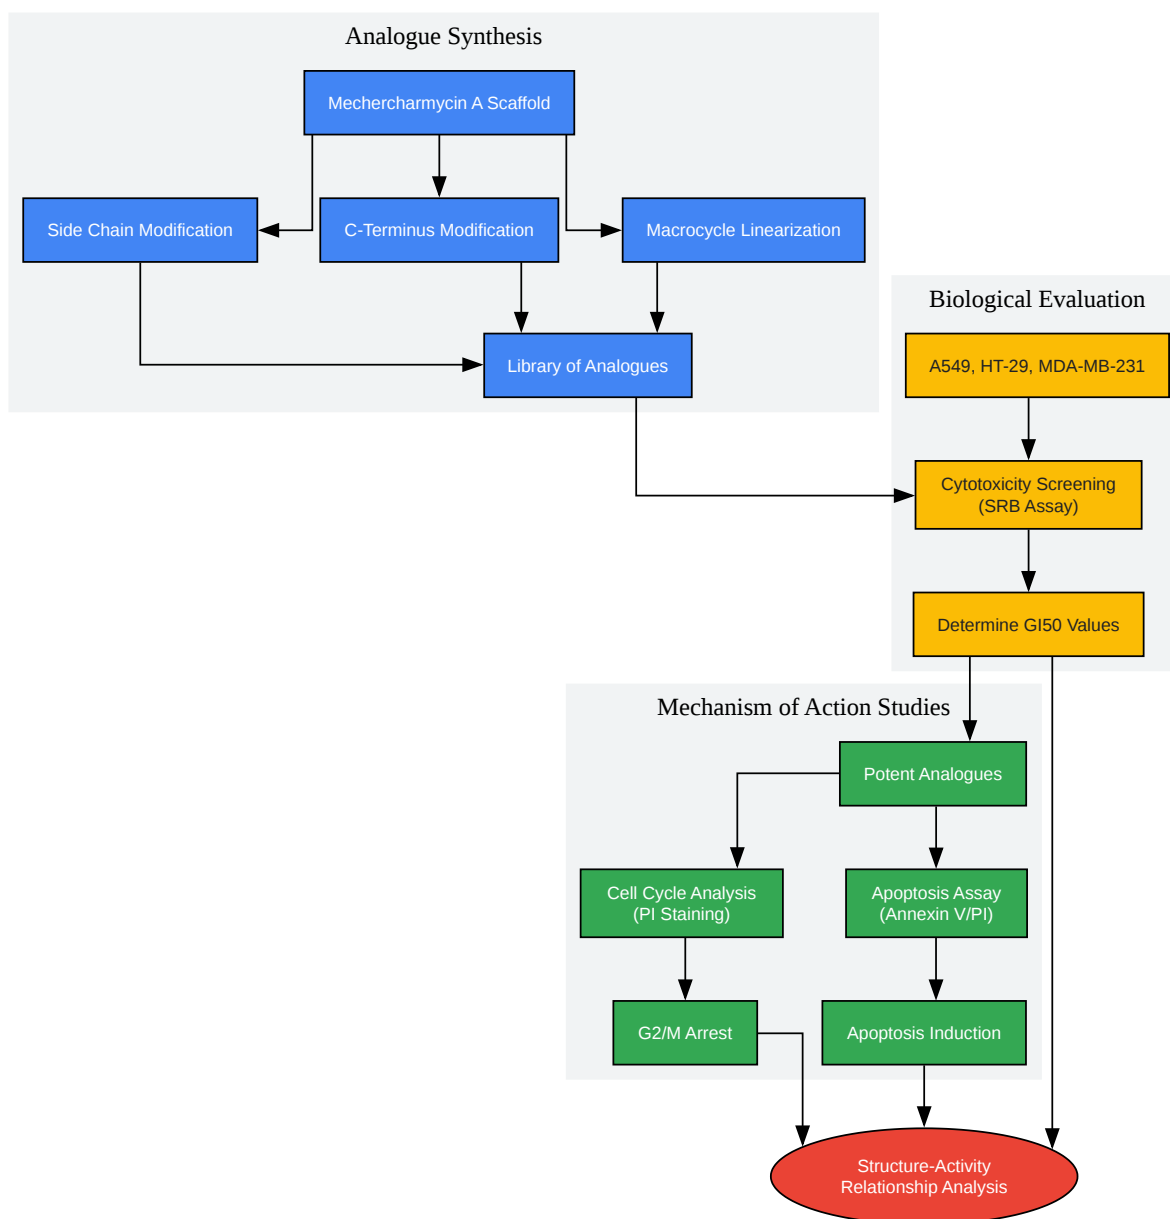 Analogue Synthesis
Mechercharmycin A Scaffold
Side Chain Modification
C-Terminus Modification
Macrocycle Linearization
Library of Analogues
Biological Evaluation
A549, HT-29, MDA-MB-231
Cytotoxicity Screening
(SRB Assay)
Determine GI50 Values
Mechanism of Action Studies
Potent Analogues
Cell Cycle Analysis
(PI Staining)
Apoptosis Assay
(Annexin V/PI)
G2/M Arrest
Apoptosis Induction
Structure-Activity
Relationship Analysis